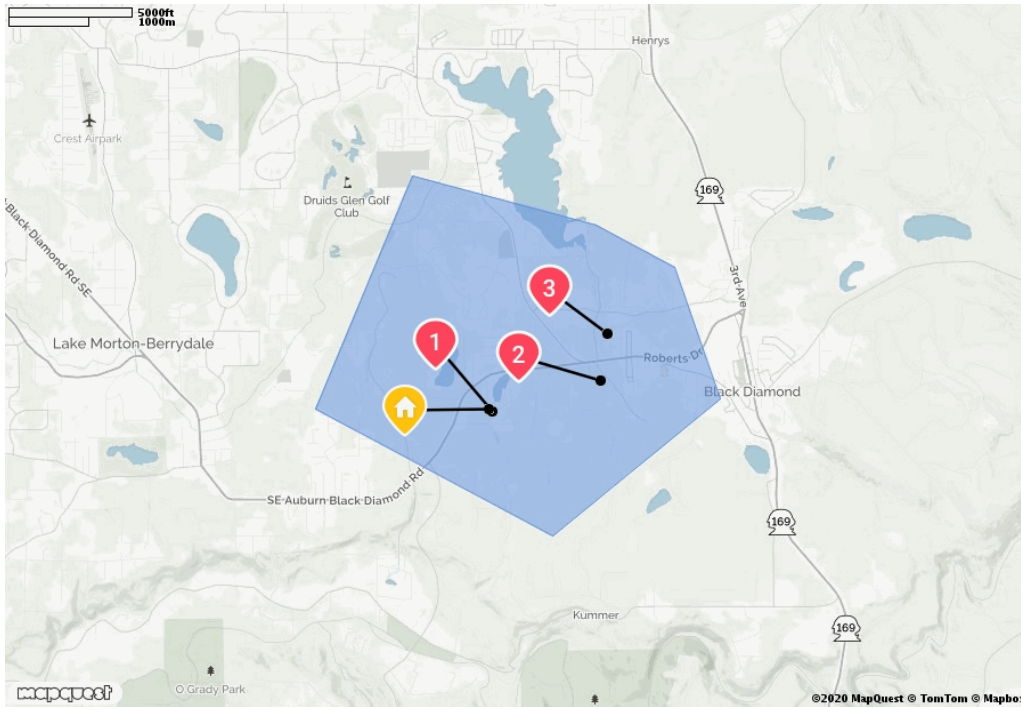 5000ft
1000m
Henrys
Crest Airpark
169
Druids Glen Golf
Club
Black Diamond Rd SE
3rd Ave
3
1
2
Lake Morton-Berrydale
Roberts Dr
Black Diamond
SE Auburn Black Diamond Rd
169
Kummer
169
O Grady Park
mapquest
©2020 MapQuest © TomTom © Mapbo